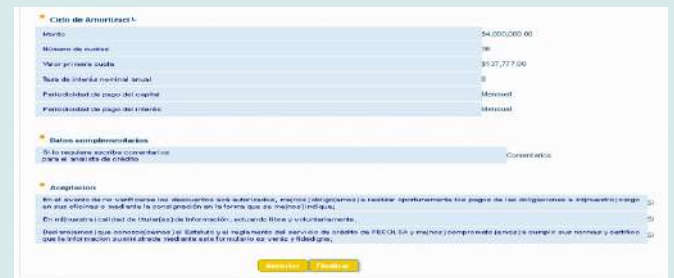 Ciclo de Amortizaci
Monto $4,000,000.00
Número de cuotas 36
Valor primera cuota $137,777.00
Tasa de interés nominal anual
Periodicidad de pago del capital Mensual
Periodicidad de pago del interés Mensual
Datos complementarios
Si lo requiere escriba comentarios Comentarios
para el analista de crédito
Aceptacion
En el evento de no verificarse los descuentos acá autorizados, me(nos) obligo(amos) a realizar oportunamente los pagos de las obligaciones a mi(nuestro) cargo Si
en sus oficinas o mediante la consignación en la forma que se me(nos) indique;
En mi(nuestra) calidad de titular(es) de información, actuando libre y voluntariamente. Si
Declaro(amos) que conozco(cemos) el Estatuto y el reglamento del servicio de crédito de FECOLSA y me(nos) comprometo (emos) a cumplir sus normas y certifico Si
que la informacion suministrada mediante este formulario es veráz y fidedigna;
Finalizar